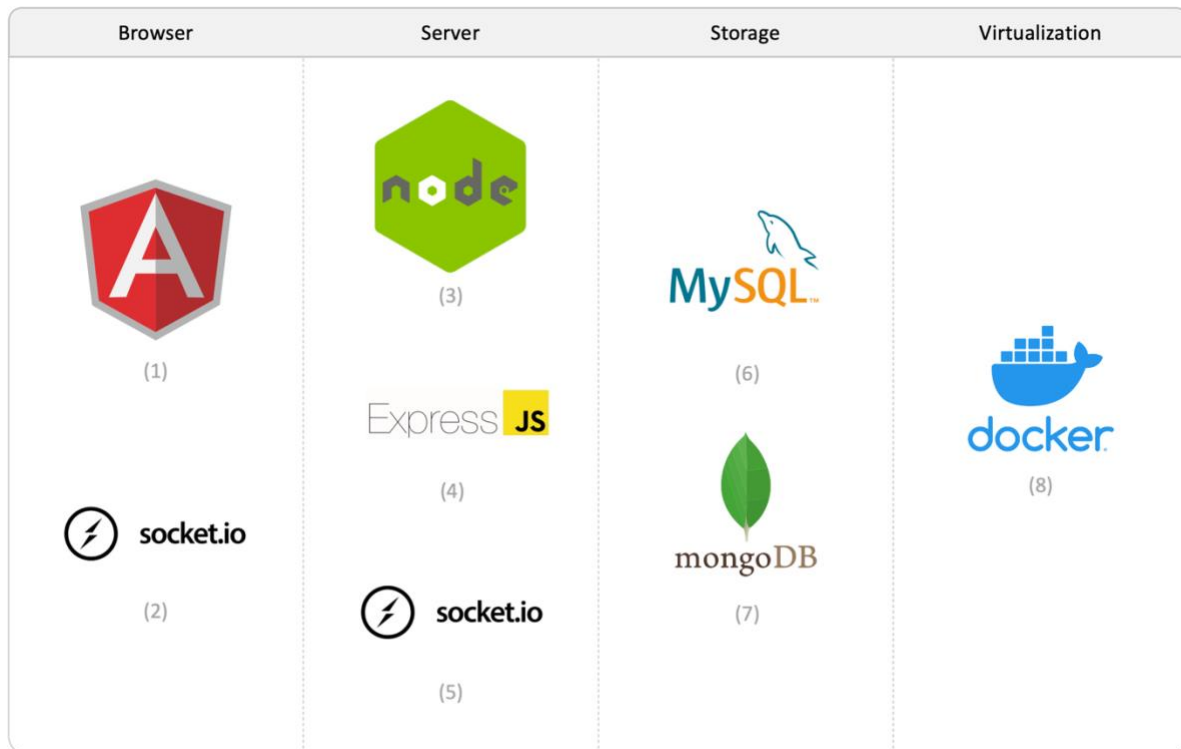 Browser
Server
Storage
Virtualization
A
(1)
socket.io
(2)
node
(3)
Express JS
(4)
socket.io
(5)
MySQL™
(6)
mongoDB
(7)
docker
(8)